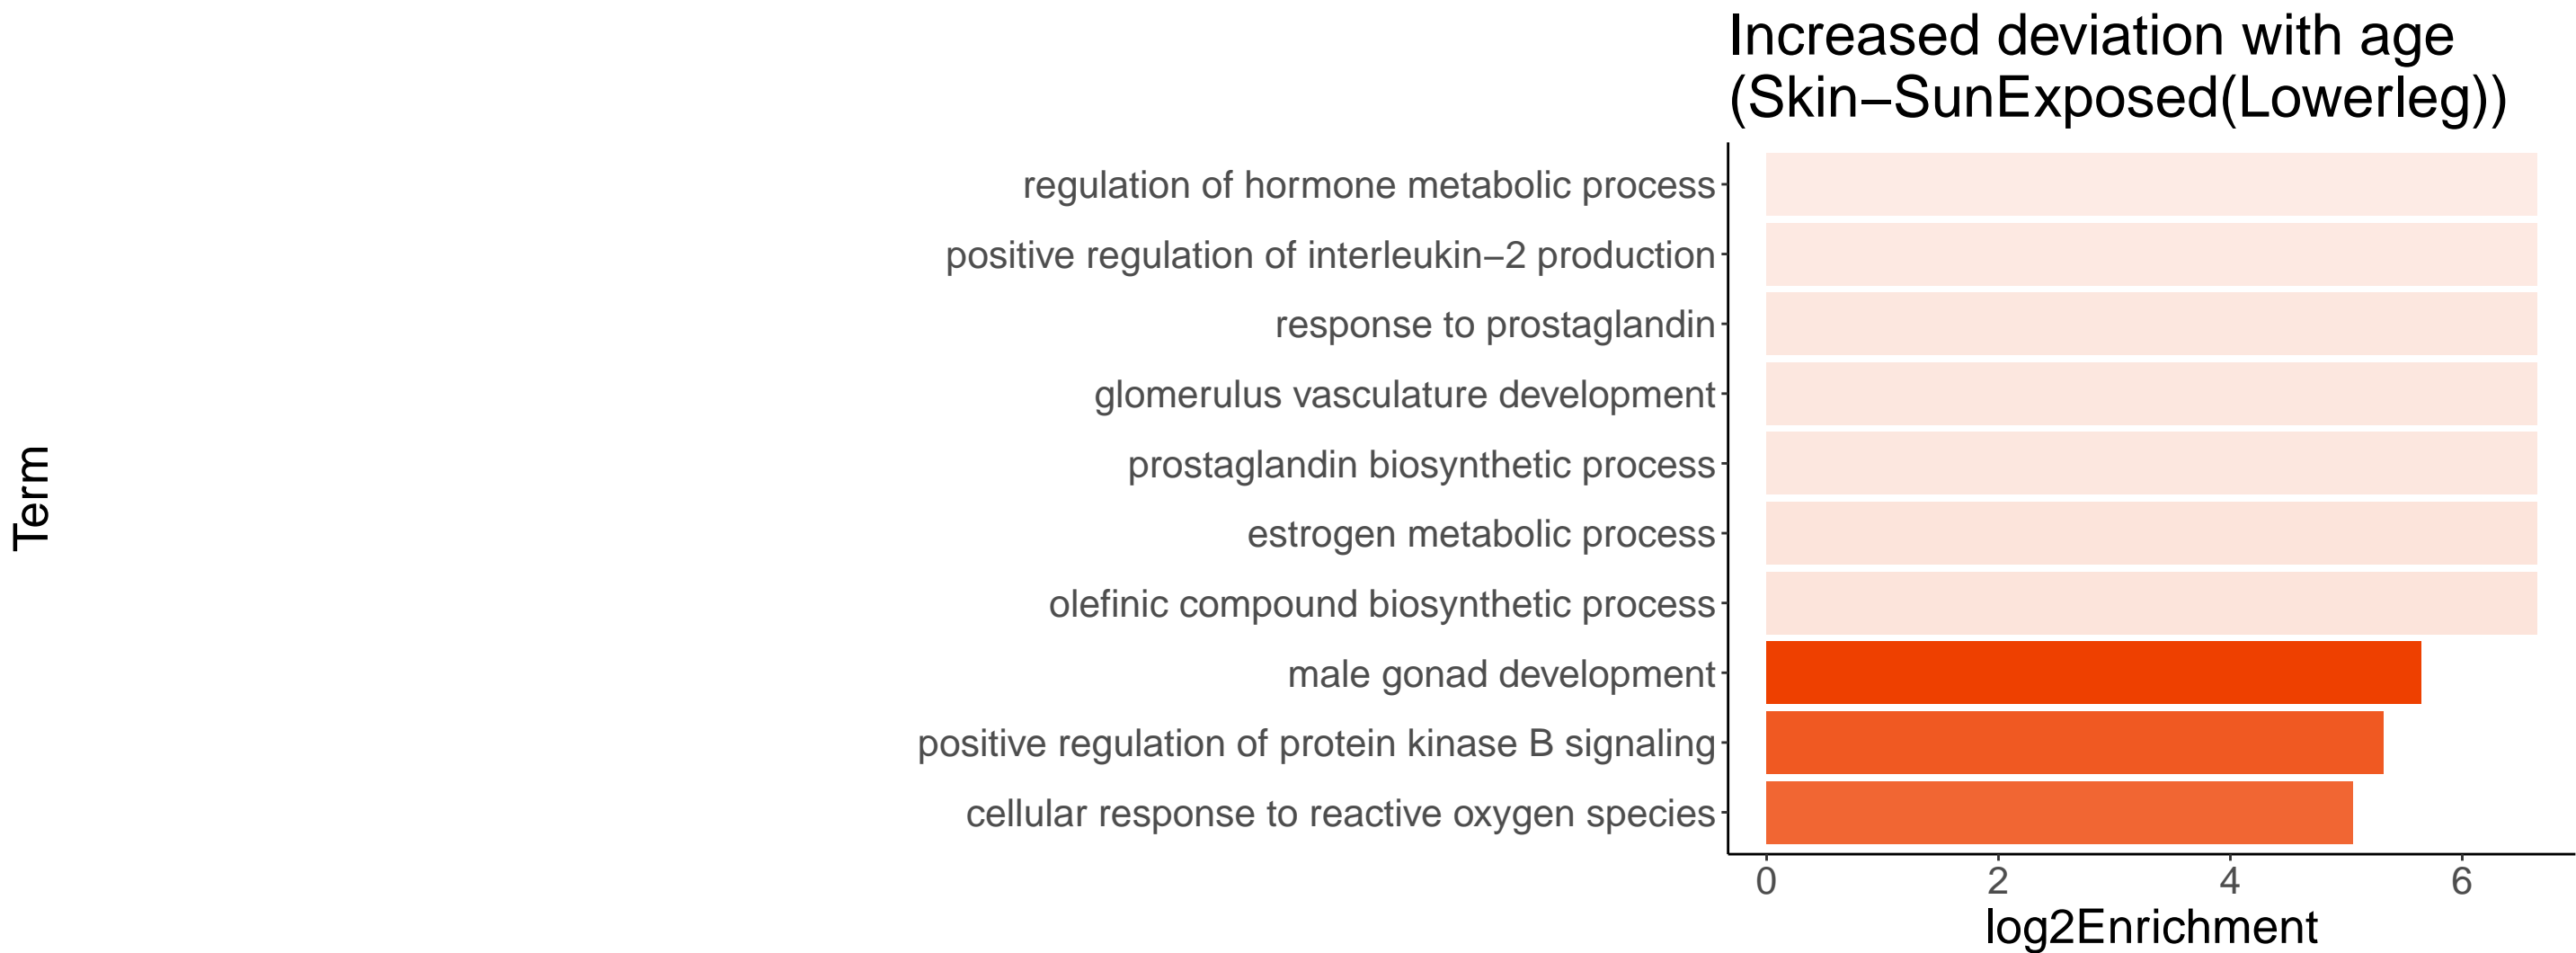 Increased deviation with age
(Skin−SunExposed(Lowerleg))
regulation of hormone metabolic process
positive regulation of interleukin−2 production
response to prostaglandin
glomerulus vasculature development
prostaglandin biosynthetic process
estrogen metabolic process
olefinic compound biosynthetic process
male gonad development
positive regulation of protein kinase B signaling
cellular response to reactive oxygen species
Term
0 2 4 6
log2Enrichment